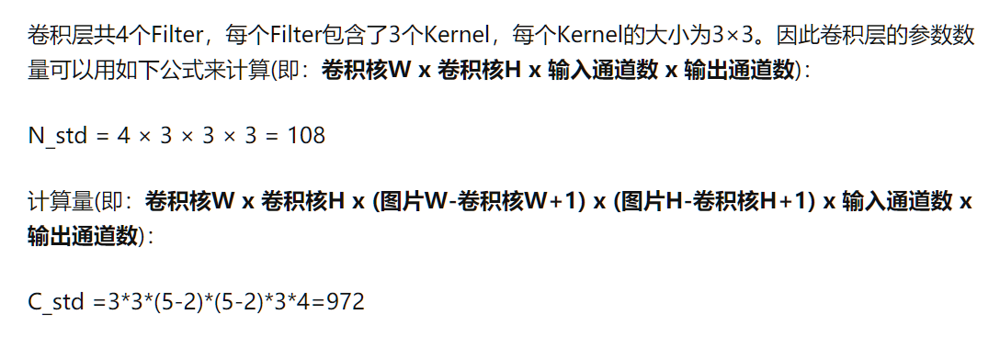 卷积层共4个Filter，每个Filter包含了3个Kernel，每个Kernel的大小为3×3。因此卷积层的参数数
量可以用如下公式来计算(即：卷积核W x 卷积核H x 输入通道数 x 输出通道数)：
N_std = 4 × 3 × 3 × 3 = 108
计算量(即：卷积核W x 卷积核H x (图片W-卷积核W+1) x (图片H-卷积核H+1) x 输入通道数 x
输出通道数)：
C_std =3*3*(5-2)*(5-2)*3*4=972